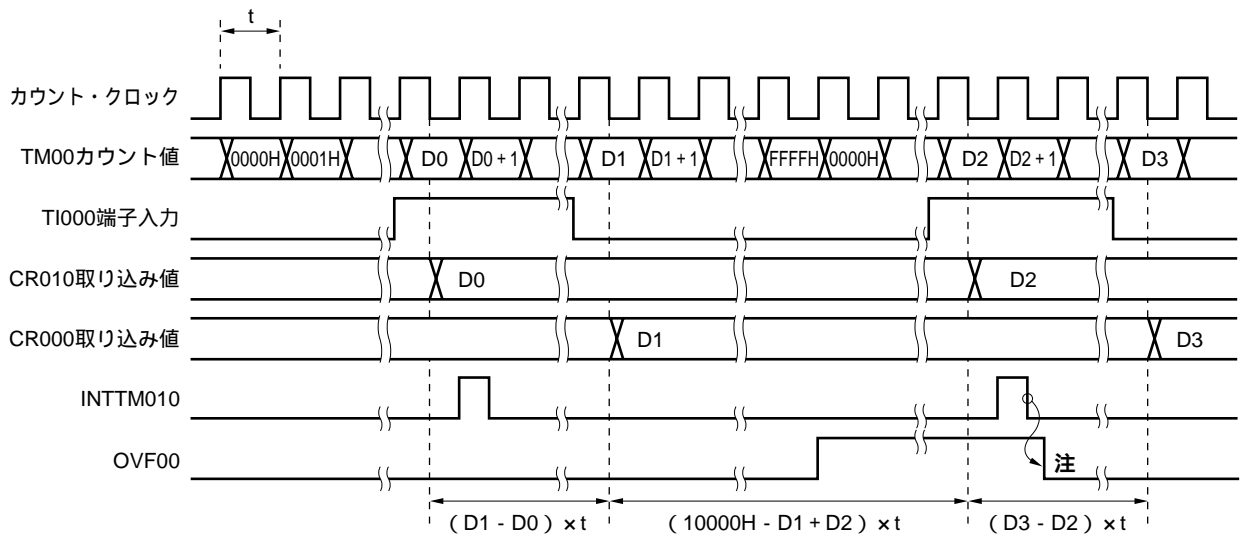 t
カウント・クロック
TM00カウント値 0000H 0001H D0 D0 + 1 D1 D1 + 1 FFFFH 0000H D2 D2 + 1 D3
TI000端子入力
CR010取り込み値 D0 D2
CR000取り込み値 D1 D3
INTTM010
OVF00 注
（D1 - D0）×t （10000H - D1 + D2）×t （D3 - D2）×t